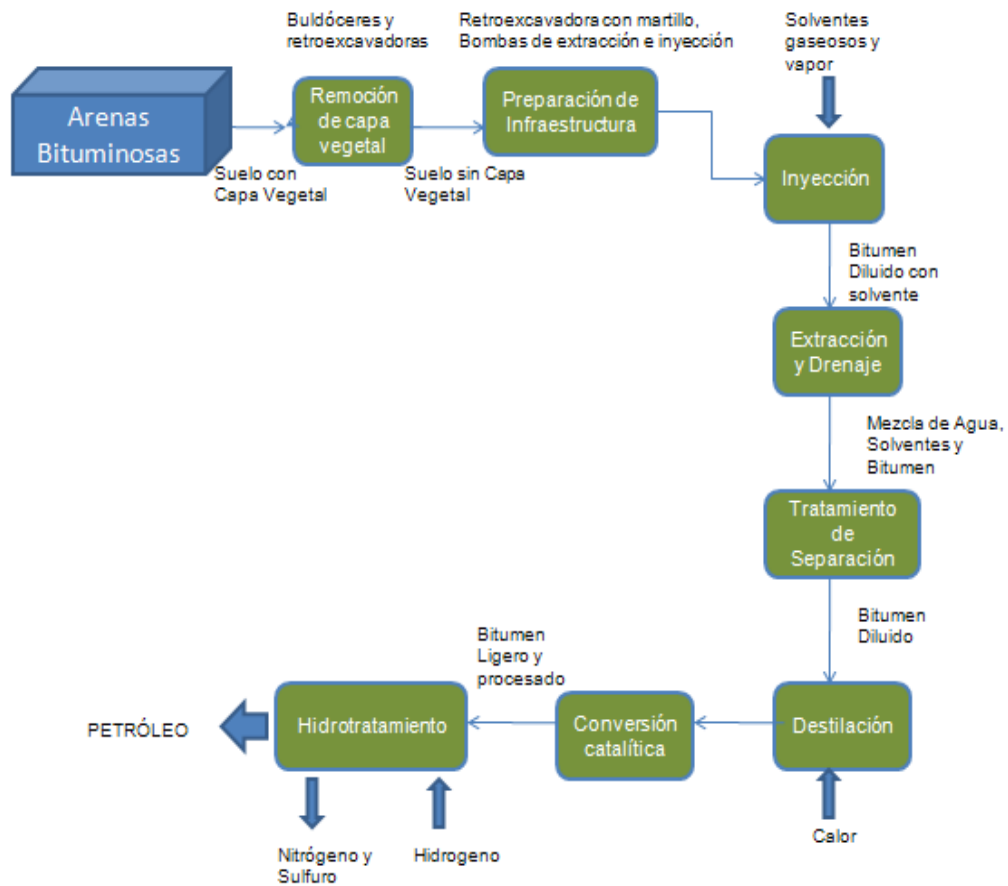 Buldóceres y
retroexcavadoras
Retroexcavadora con martillo,
Bombas de extracción e inyección
Solventes
gaseosos y
vapor
Arenas
Bituminosas
Remoción
de capa
vegetal
Preparación de
Infraestructura
Suelo con
Capa Vegetal
Suelo sin Capa
Vegetal
Inyección
Bitumen
Diluido con
solvente
Extracción
y Drenaje
Mezcla de Agua,
Solventes y
Bitumen
Tratamiento
de
Separación
Bitumen
Diluido
Bitumen
Ligero y
procesado
PETRÓLEO
Hidrotratamiento
Conversión
catalítica
Destilación
Nitrógeno y
Sulfuro
Hidrogeno
Calor